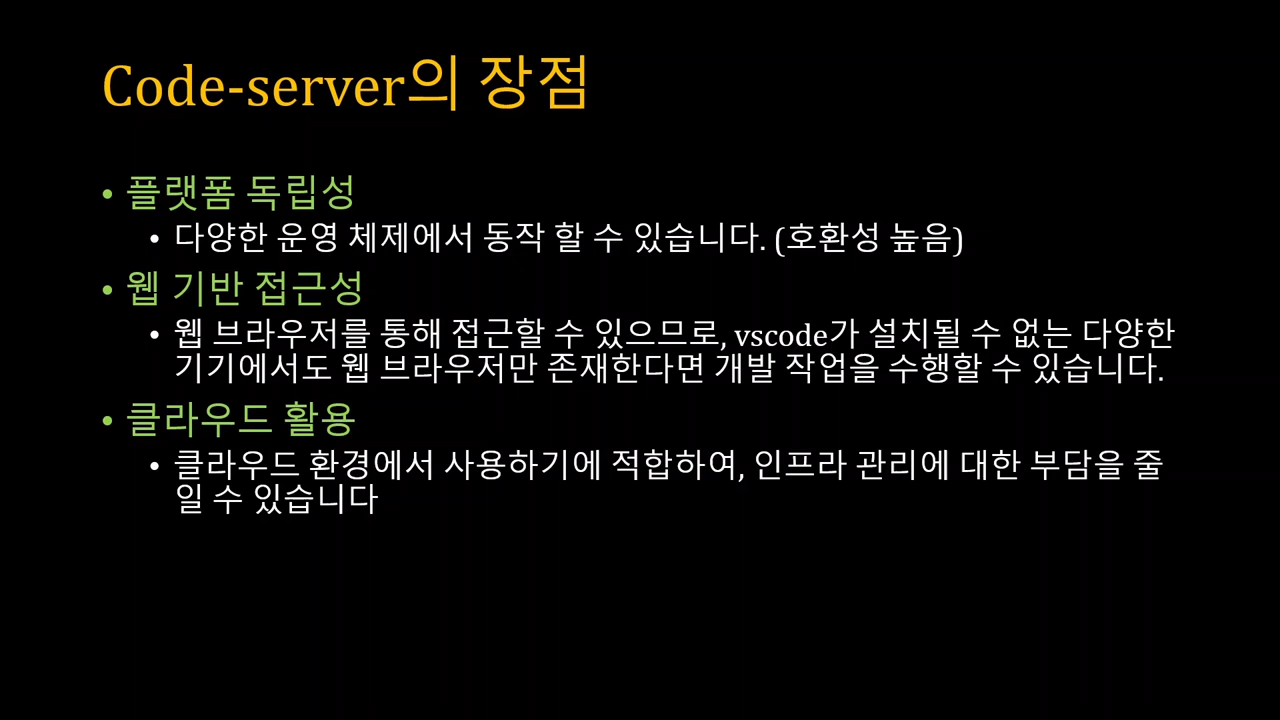 Code-server의 장점
• 플랫폼 독립성
• 다양한 운영 체제에서 동작 할 수 있습니다. (호환성 높음)
• 웹 기반 접근성
• 웹 브라우저를 통해 접근할 수 있으므로, vscode가 설치될 수 없는 다양한
기기에서도 웹 브라우저만 존재한다면 개발 작업을 수행할 수 있습니다.
• 클라우드 활용
• 클라우드 환경에서 사용하기에 적합하여, 인프라 관리에 대한 부담을 줄
일 수 있습니다